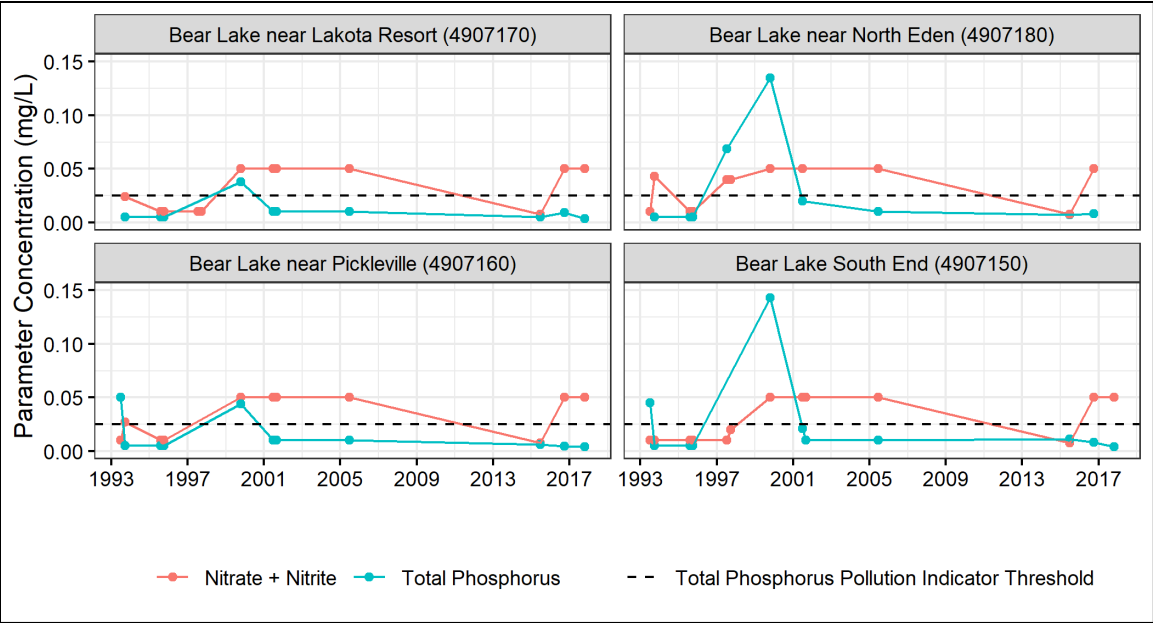 Bear Lake near Lakota Resort (4907170)
Bear Lake near North Eden (4907180)
0.15
0.10
0.05
0.00
Parameter Concentration (mg/L)
Bear Lake near Pickleville (4907160)
Bear Lake South End (4907150)
0.15
0.10
0.05
0.00
1993 1997 2001 2005 2009 2013 2017
1993 1997 2001 2005 2009 2013 2017
Nitrate + Nitrite Total Phosphorus Total Phosphorus Pollution Indicator Threshold